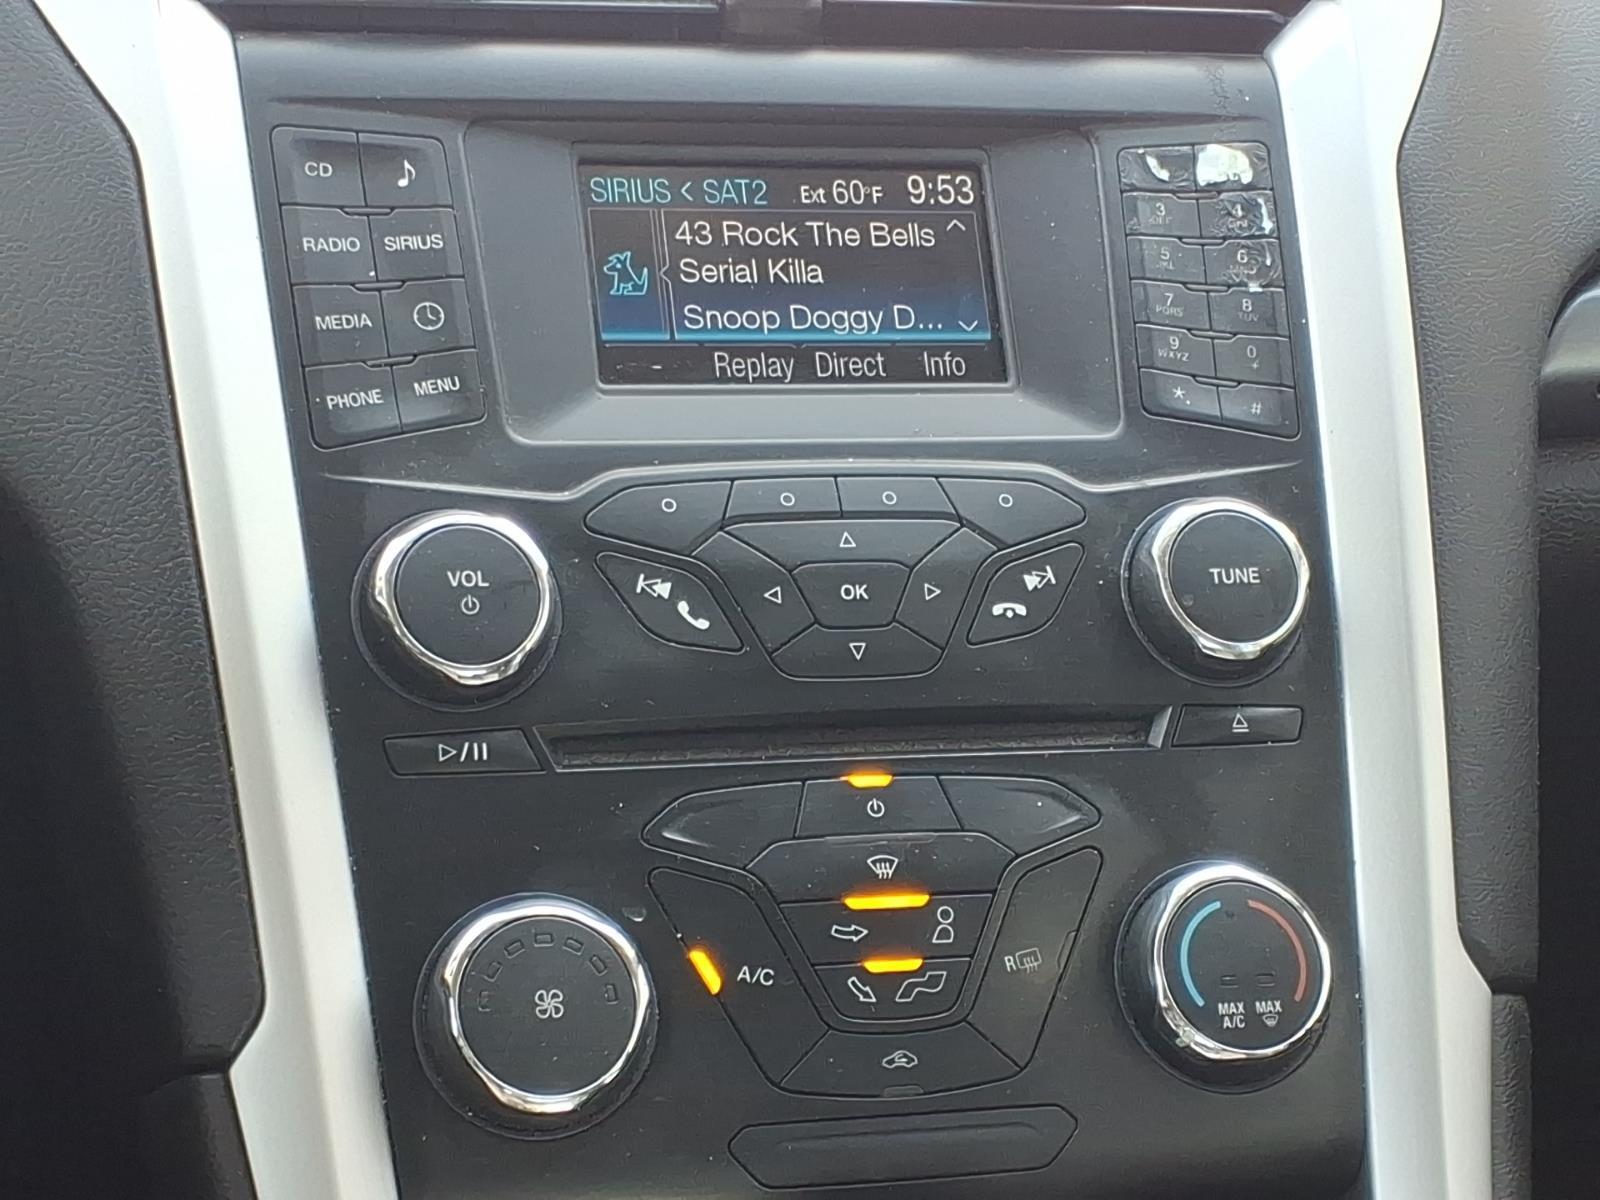 SIRIUS < SAT2 Ext 60°F 9:53
43 Rock The Bells
Serial Killa
Snoop Doggy D...
Replay Direct Info
CD
RADIO SIRIUS
MEDIA
PHONE MENU
3 4
5 6
7 PQRS 8 TUV
9 WXYZ 0 +
* #
VOL
OK
TUNE
A/C
R
MAX A/C
MAX